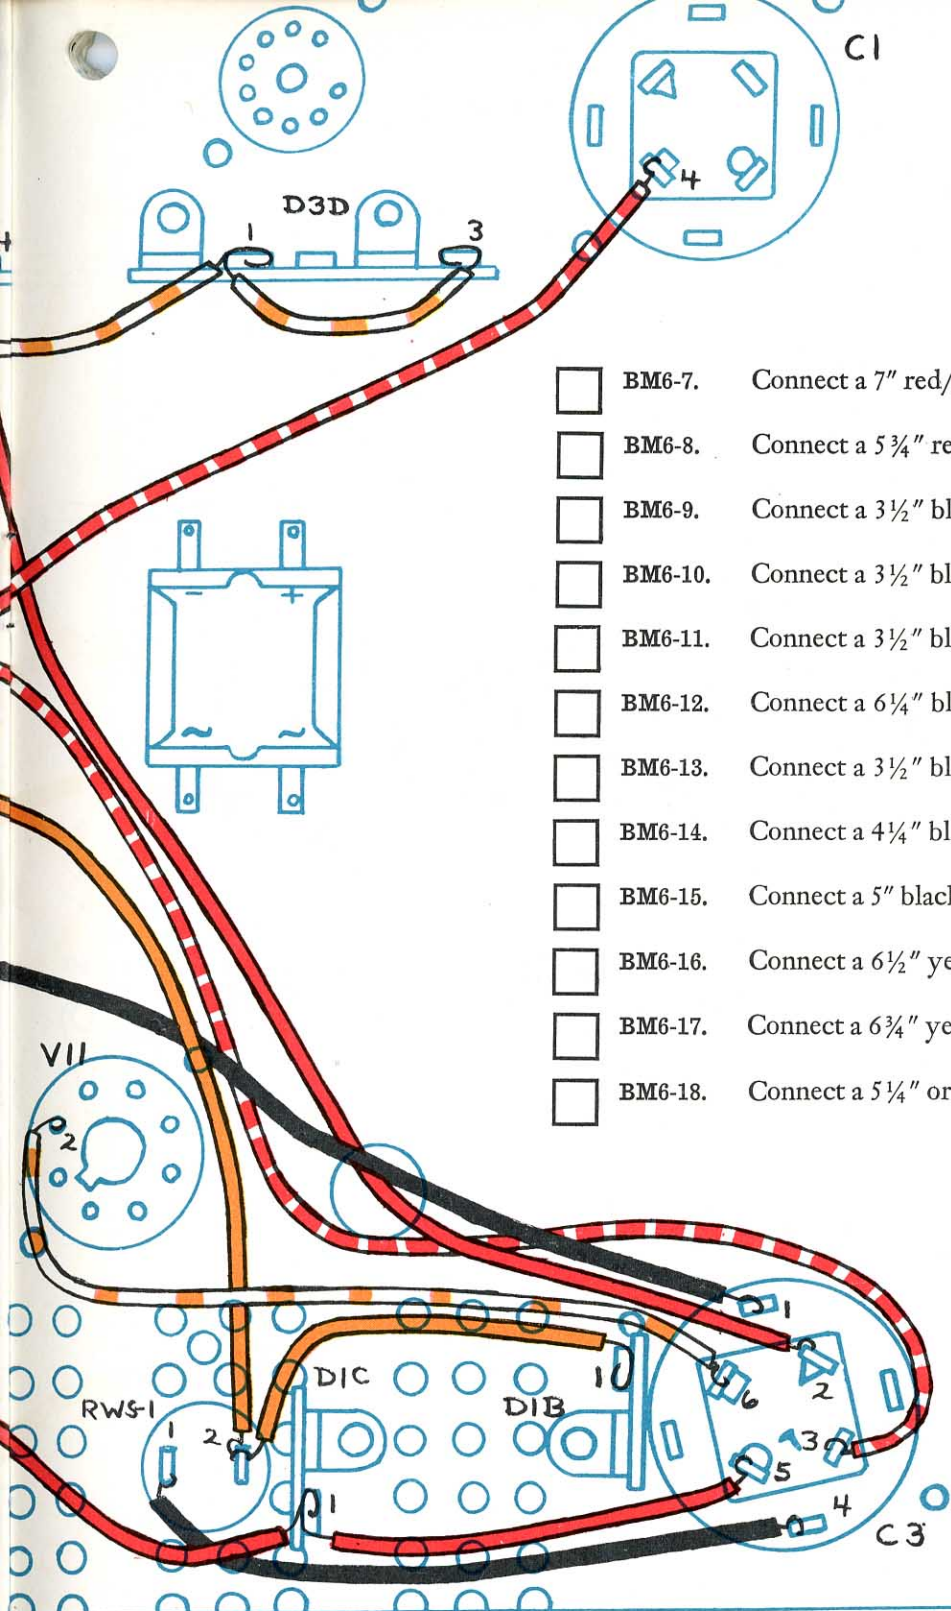 C1
4
D3D
1
3
4
BM6-7. Connect a 7″ red/
BM6-8. Connect a 5¾″ re
BM6-9. Connect a 3½″ bl
BM6-10. Connect a 3½″ bl
BM6-11. Connect a 3½″ bl
− +
BM6-12. Connect a 6¼″ bl
~ ~
BM6-13. Connect a 3½″ bl
BM6-14. Connect a 4¼″ bl
BM6-15. Connect a 5″ blac
BM6-16. Connect a 6½″ ye
BM6-17. Connect a 6¾″ ye
V11
BM6-18. Connect a 5¼″ or
2
1
D1C
1
2
6
RWS-1
D1B
1
2
3
5
1
4
C3